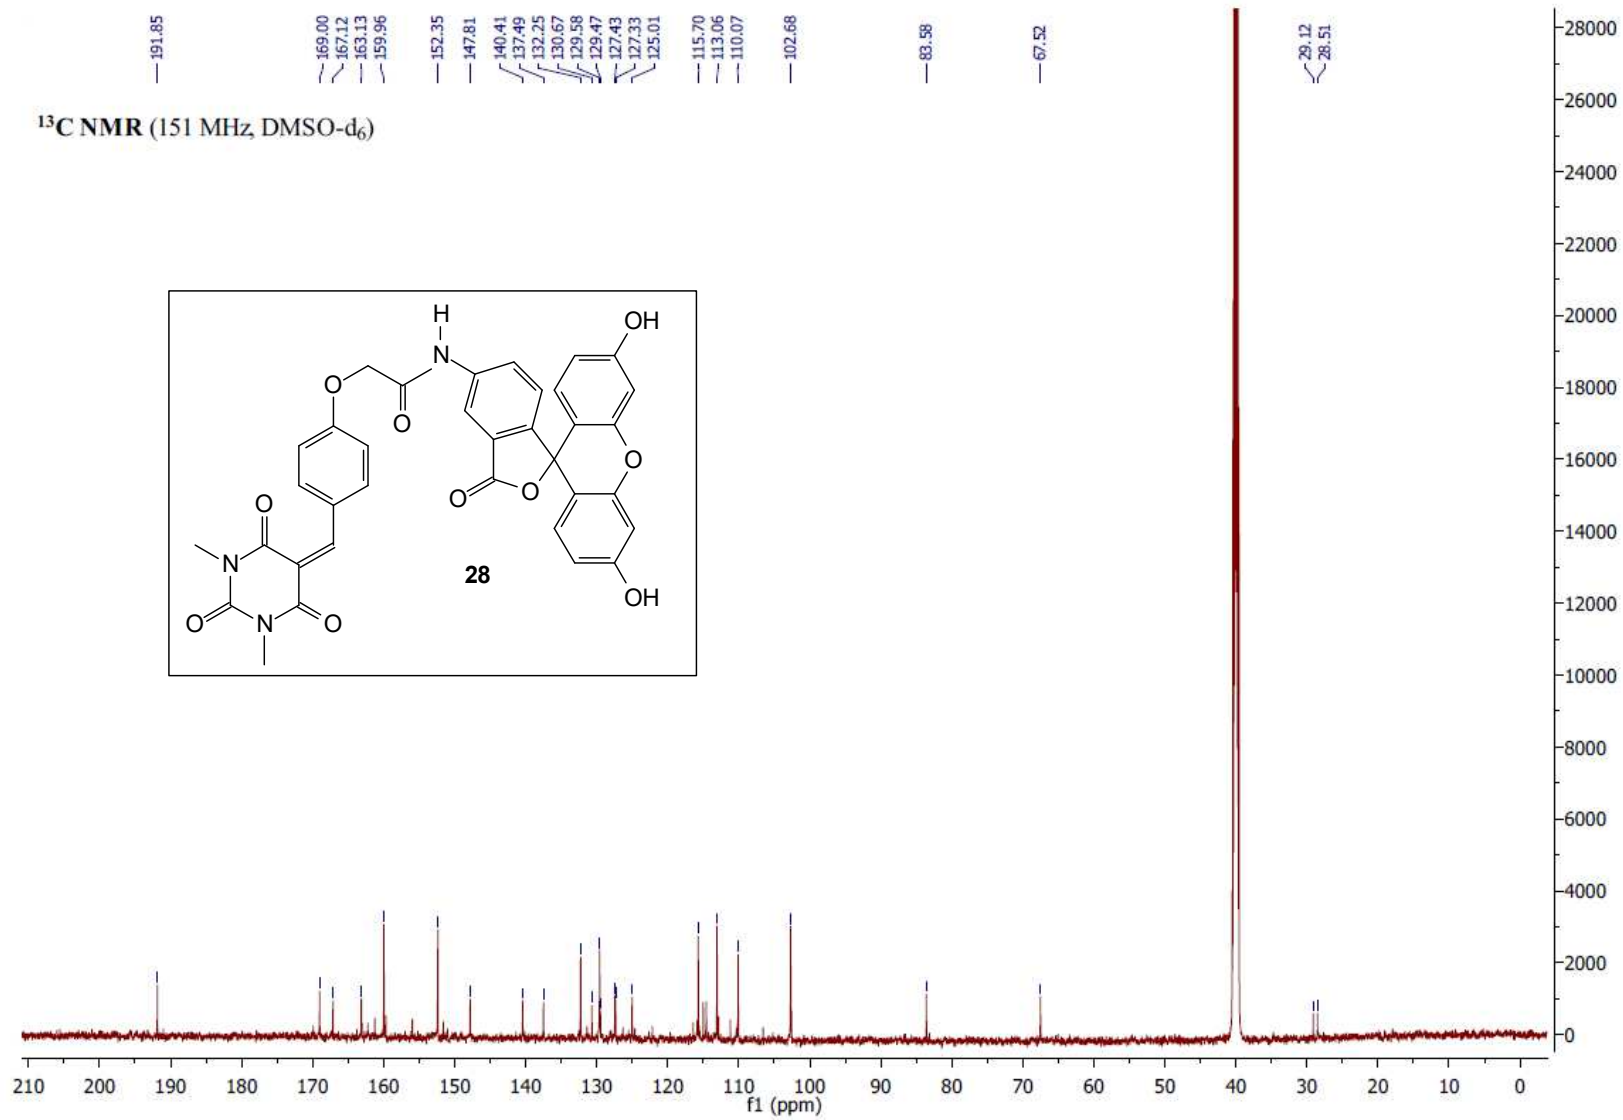 191.85
169.00
167.12
163.13
159.96
152.35
147.81
140.41
137.49
132.25
130.67
129.58
129.47
127.43
127.33
125.01
115.70
113.06
110.07
102.68
83.58
67.52
29.12
28.51
¹³C NMR (151 MHz, DMSO-d₆)
H
N
OH
O
O
O
O
O
O
N
28
OH
O
N
O
28000
26000
24000
22000
20000
18000
16000
14000
12000
10000
8000
6000
4000
2000
0
210 200 190 180 170 160 150 140 130 120 110 100 90 80 70 60 50 40 30 20 10 0
f1 (ppm)